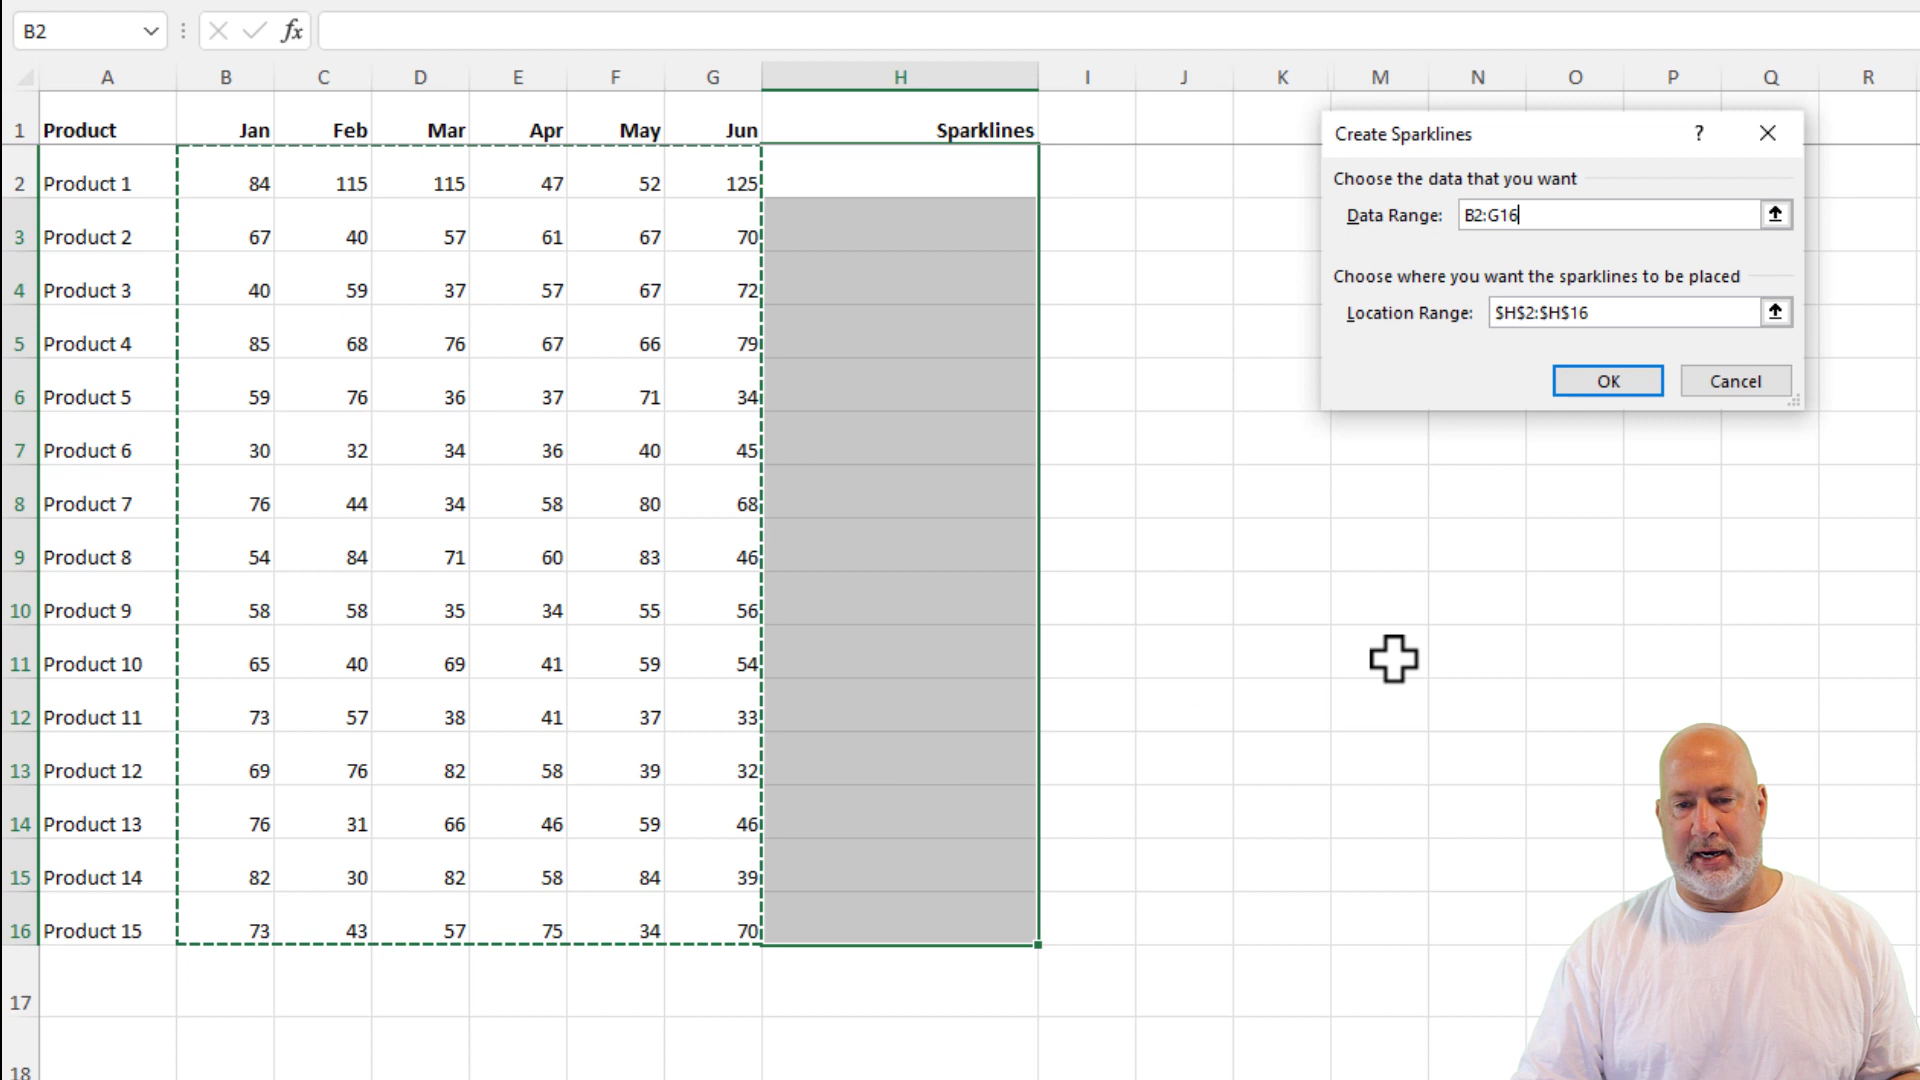 B2 fx
A B C D E F G H I J K M N O P Q R
1 Product Jan Feb Mar Apr May Jun Sparklines
2 Product 1 84 115 115 47 52 125
3 Product 2 67 40 57 61 67 70
4 Product 3 40 59 37 57 67 72
5 Product 4 85 68 76 67 66 79
6 Product 5 59 76 36 37 71 34
7 Product 6 30 32 34 36 40 45
8 Product 7 76 44 34 58 80 68
9 Product 8 54 84 71 60 83 46
10 Product 9 58 58 35 34 55 56
11 Product 10 65 40 69 41 59 54
12 Product 11 73 57 38 41 37 33
13 Product 12 69 76 82 58 39 32
14 Product 13 76 31 66 46 59 46
15 Product 14 82 30 82 58 84 39
16 Product 15 73 43 57 75 34 70
17
18
Create Sparklines ?
Choose the data that you want
Data Range: B2:G16
Choose where you want the sparklines to be placed
Location Range: $H$2:$H$16
OK Cancel